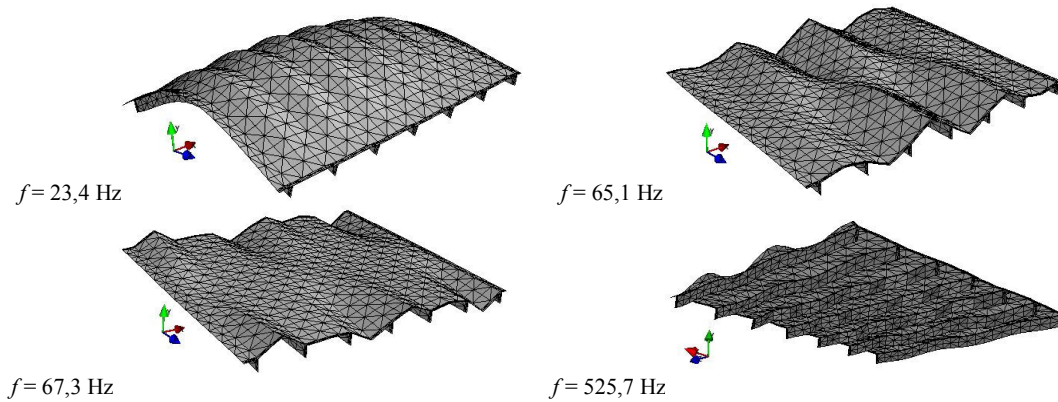 f = 23,4 Hz
f = 65,1 Hz
f = 67,3 Hz
f = 525,7 Hz